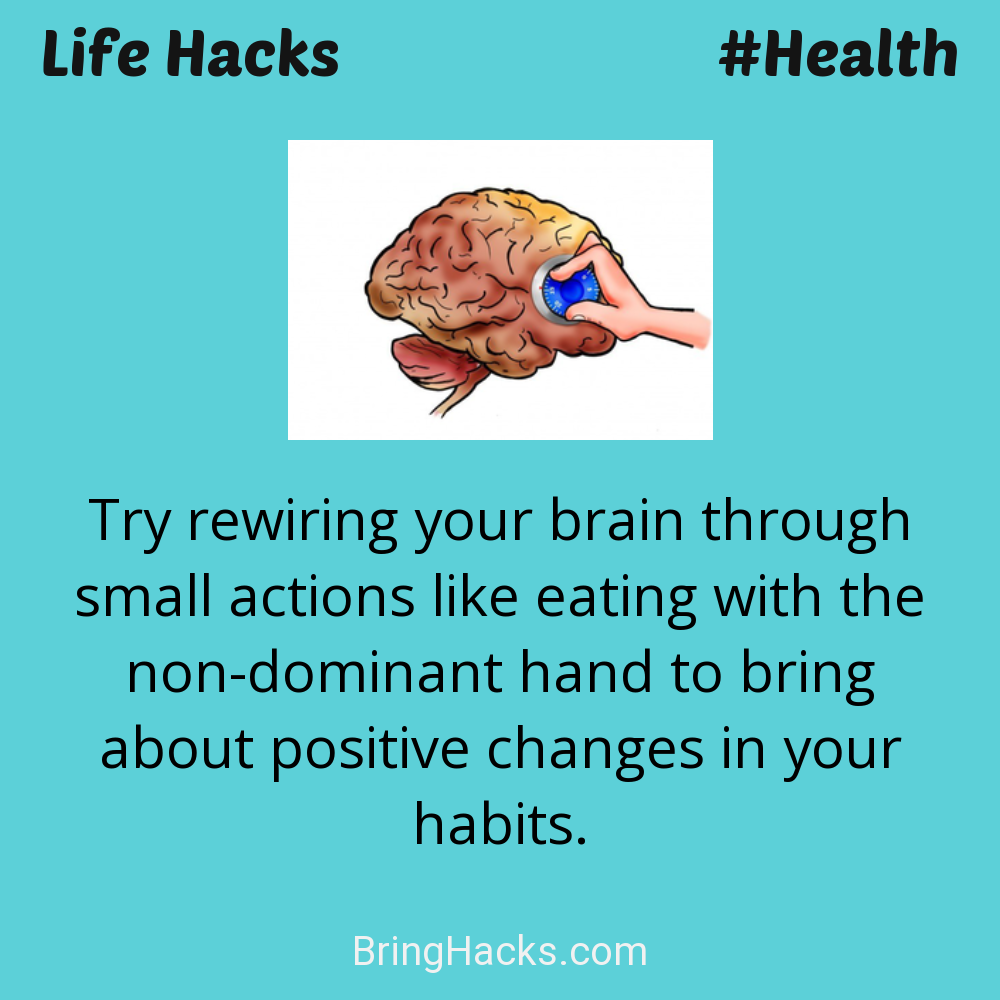 Life Hacks
#Health
Try rewiring your brain through
small actions like eating with the
non-dominant hand to bring
about positive changes in your
habits.
BringHacks.com